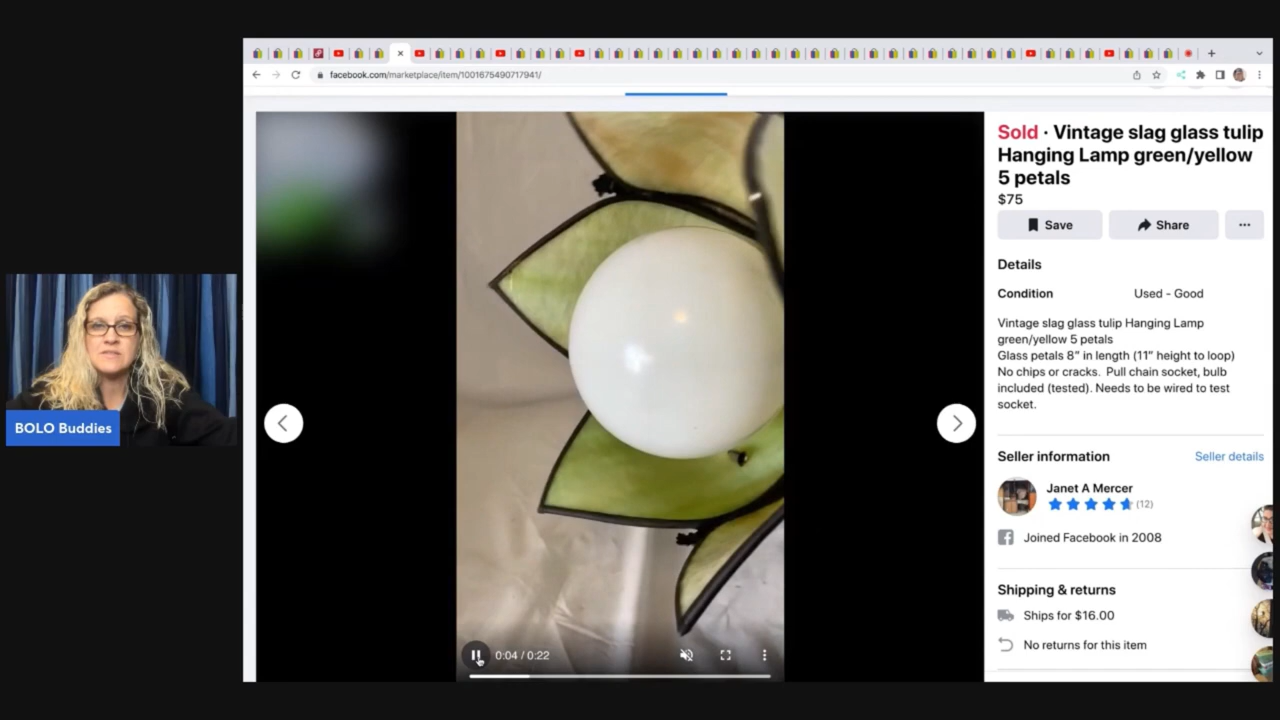 facebook.com/marketplace/item/1001675490717941/
Sold · Vintage slag glass tulip
Hanging Lamp green/yellow
5 petals
$75
Save
Share
Details
Condition Used - Good
Vintage slag glass tulip Hanging Lamp
green/yellow 5 petals
Glass petals 8" in length (11" height to loop)
No chips or cracks. Pull chain socket, bulb
included (tested). Needs to be wired to test
socket.
Seller information Seller details
Janet A Mercer
(12)
Joined Facebook in 2008
Shipping & returns
Ships for $16.00
No returns for this item
0:04 / 0:22
BOLO Buddies